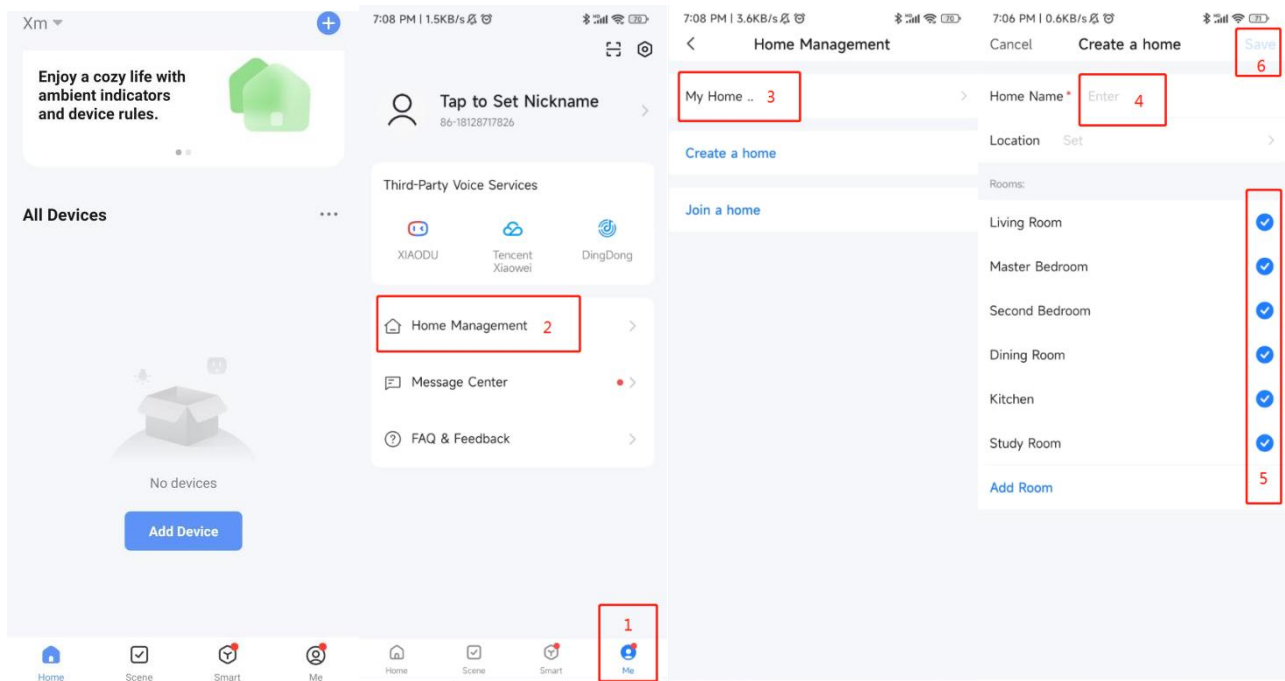 Xm
Enjoy a cozy life with
ambient indicators
and device rules.
All Devices
No devices
Add Device
Home
Scene
Smart
Me
7:08 PM | 1.5KB/s
70
Tap to Set Nickname
86-18128717826
Third-Party Voice Services
XIAODU
Tencent
Xiaowei
DingDong
Home Management 2
Message Center
FAQ & Feedback
1
Home
Scene
Smart
Me
7:08 PM | 3.6KB/s
70
Home Management
My Home .. 3
Create a home
Join a home
7:06 PM | 0.6KB/s
71
Cancel Create a home Save
6
Home Name * Enter 4
Location Set
Rooms:
Living Room
Master Bedroom
Second Bedroom
Dining Room
Kitchen
Study Room
Add Room 5